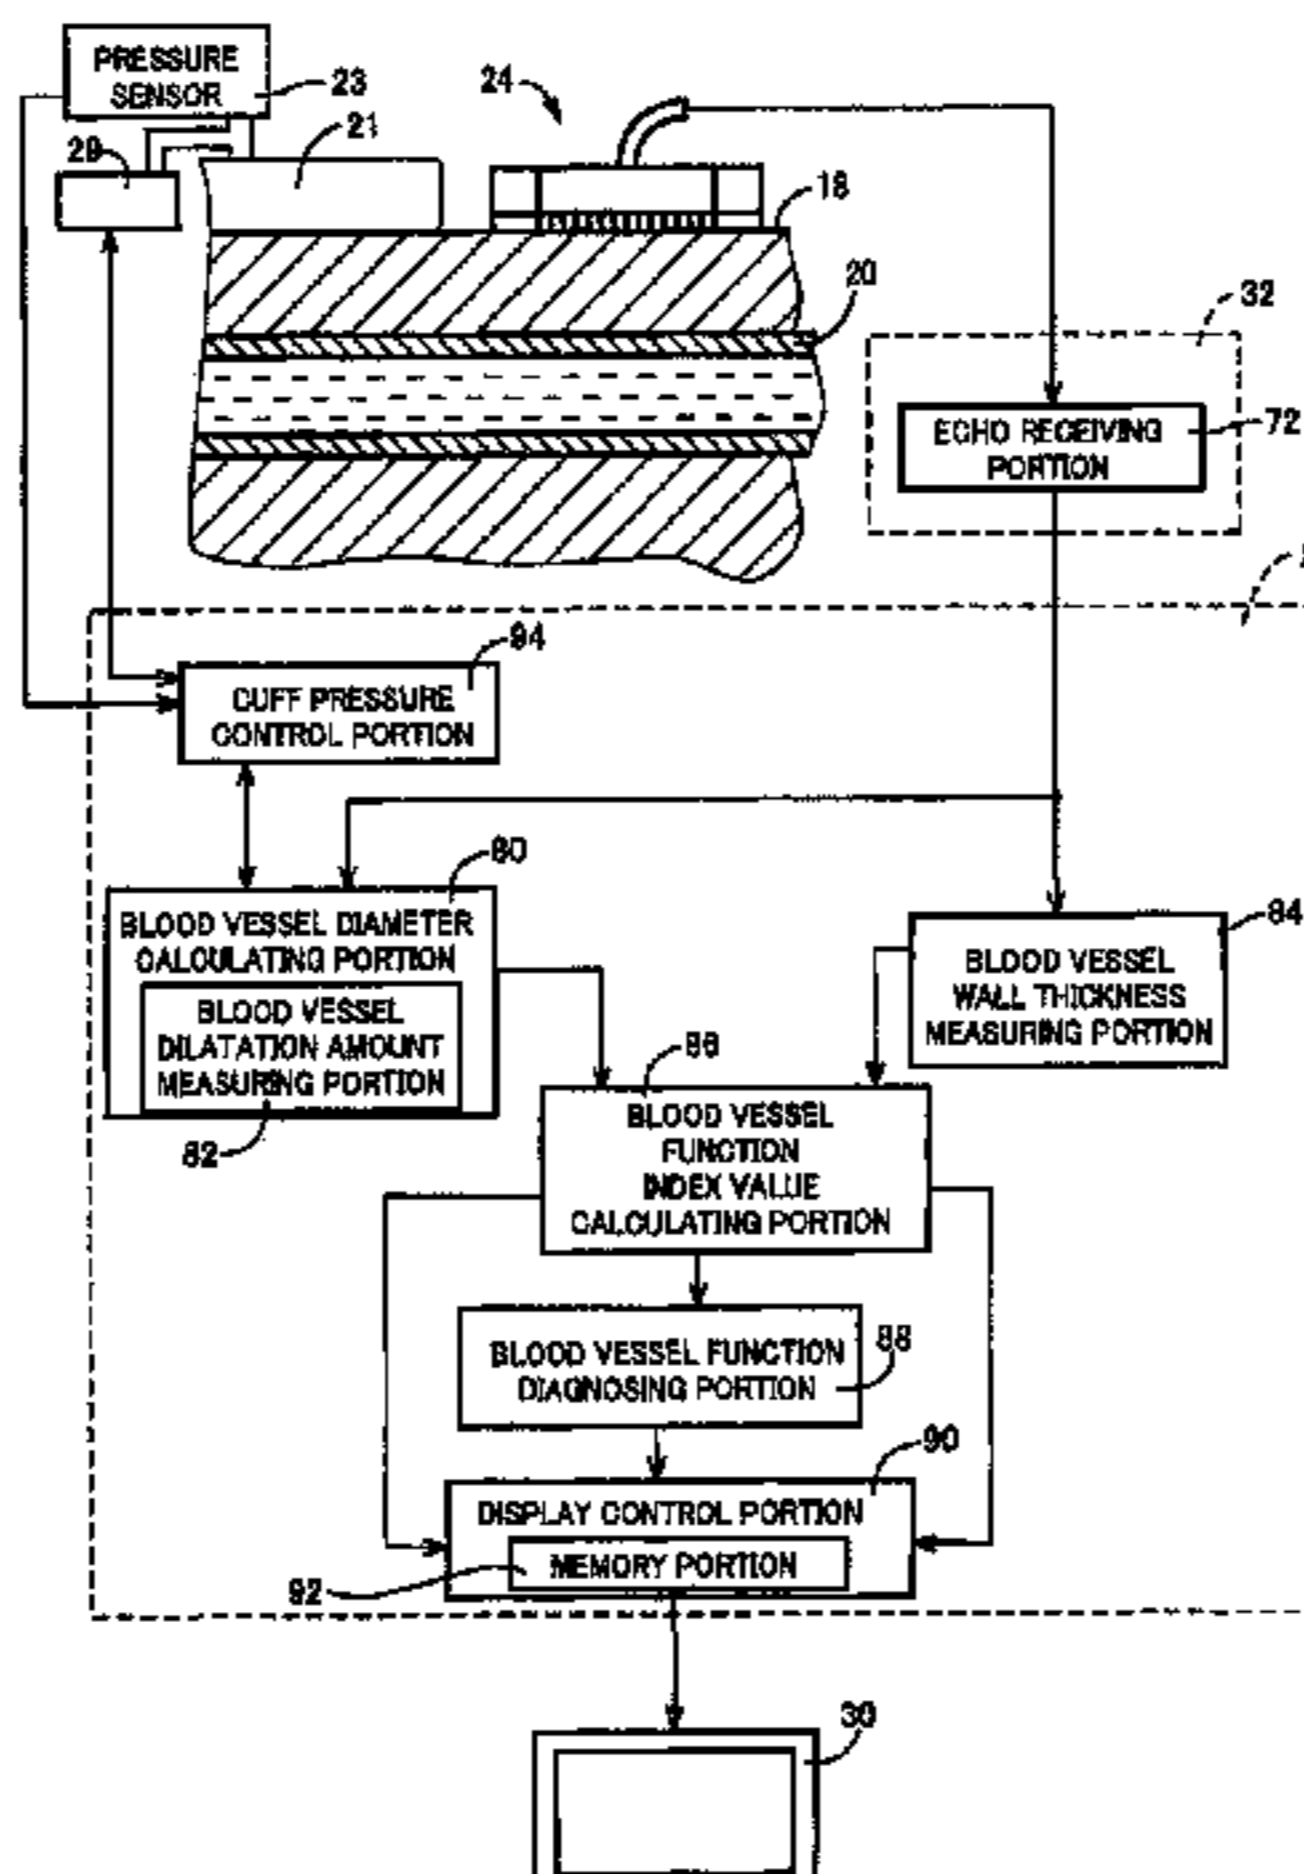 PRESSURE
SENSOR
23
24
21
29
18
20
32
ECHO RECEIVING
PORTION
72
94
CUFF PRESSURE
CONTROL PORTION
80
BLOOD VESSEL DIAMETER
CALCULATING PORTION
84
BLOOD VESSEL
WALL THICKNESS
MEASURING PORTION
BLOOD VESSEL
DILATATION AMOUNT
MEASURING PORTION
82
86
BLOOD VESSEL
FUNCTION
INDEX VALUE
CALCULATING PORTION
88
BLOOD VESSEL FUNCTION
DIAGNOSING PORTION
90
DISPLAY CONTROL PORTION
MEMORY PORTION
92
30